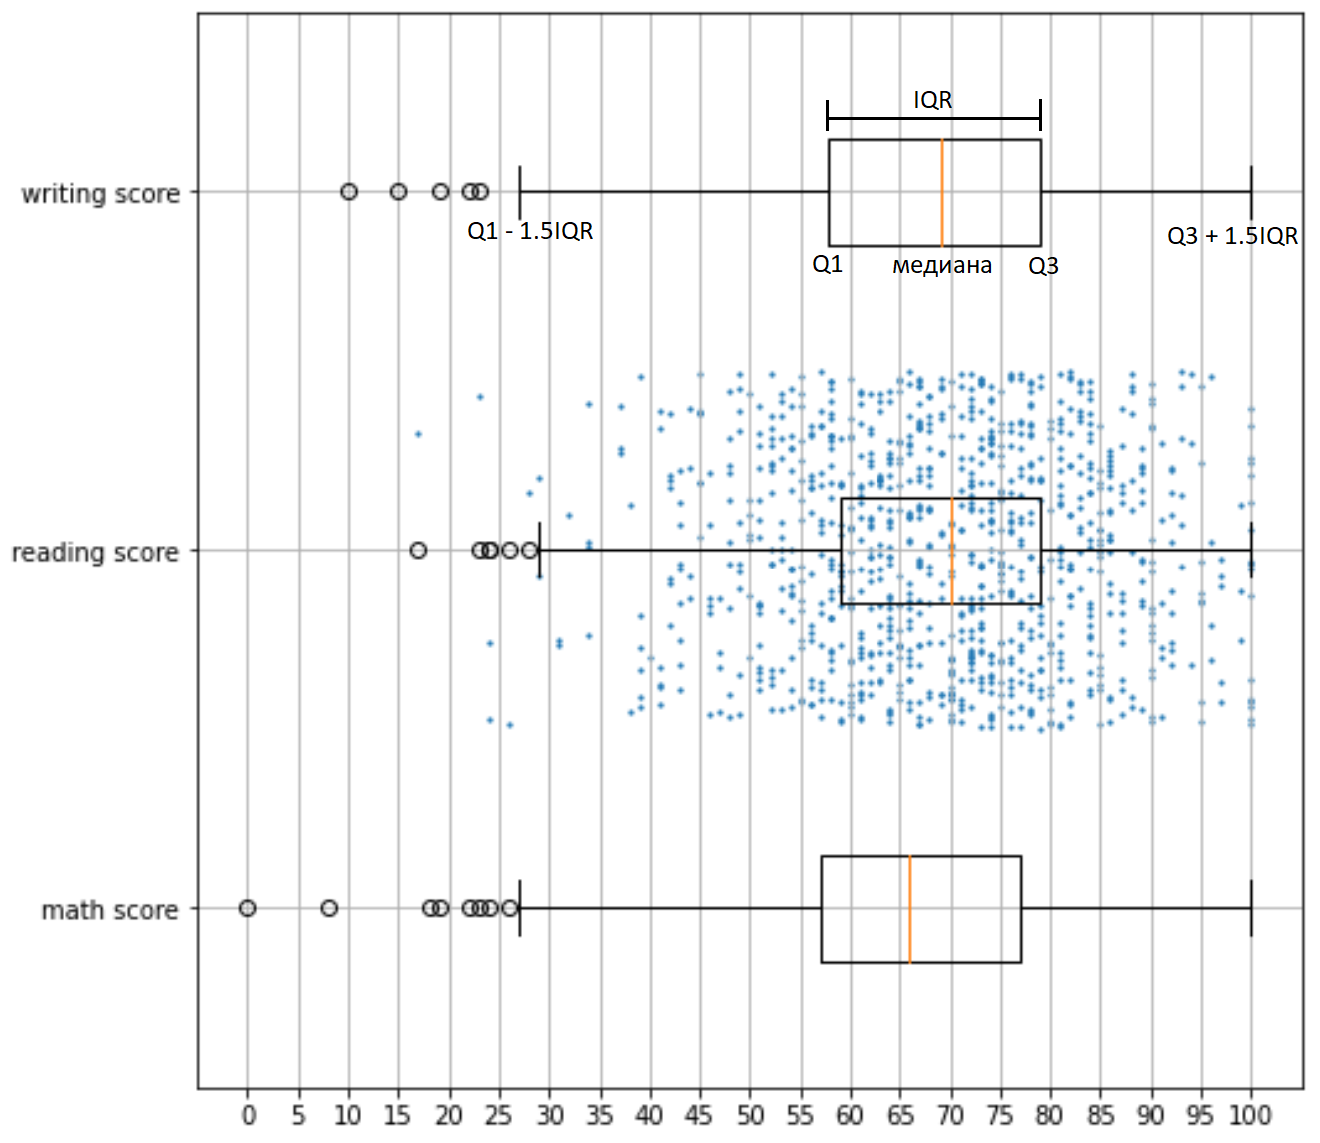 IQR
writing score
Q1 - 1.5IQR
Q3 + 1.5IQR
Q1
медиана
Q3
reading score
math score
0 5 10 15 20 25 30 35 40 45 50 55 60 65 70 75 80 85 90 95 100